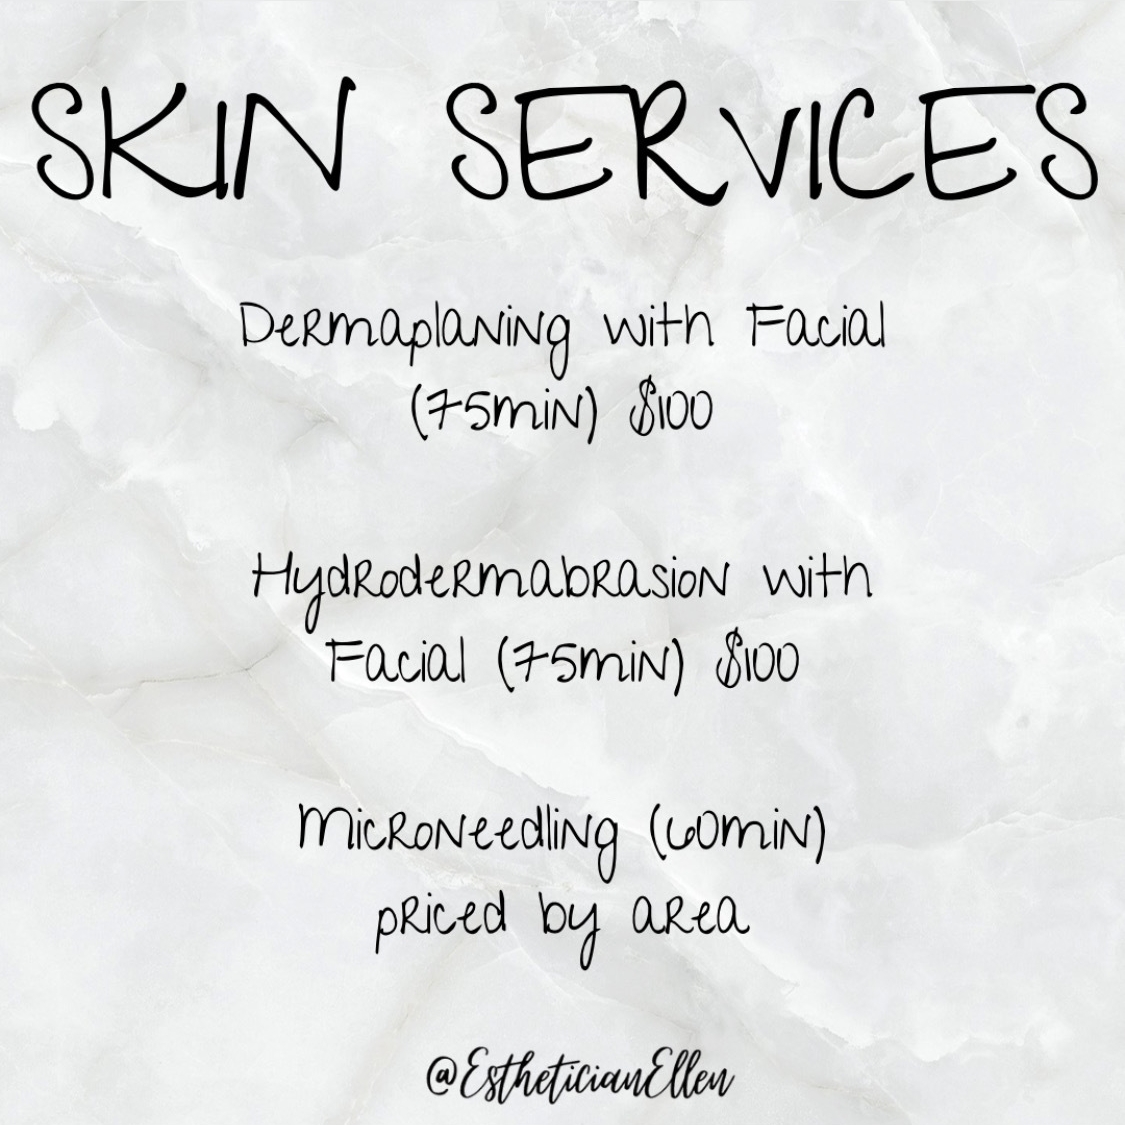 SKIN SERVICES
Dermaplaning with Facial
(75min) $100
Hydrodermabrasion with
Facial (75min) $100
Microneedling (60min)
priced by area
@EstheticianEllen